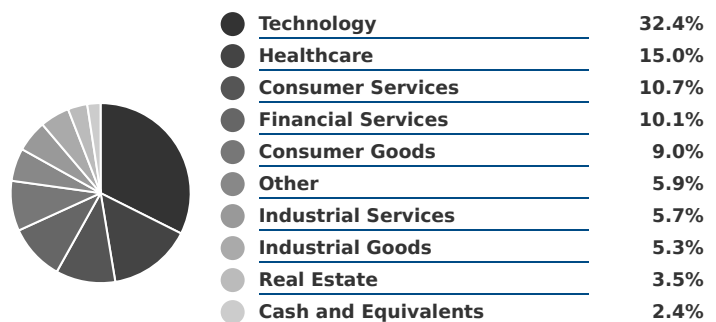 Technology 32.4%
Healthcare 15.0%
Consumer Services 10.7%
Financial Services 10.1%
Consumer Goods 9.0%
Other 5.9%
Industrial Services 5.7%
Industrial Goods 5.3%
Real Estate 3.5%
Cash and Equivalents 2.4%